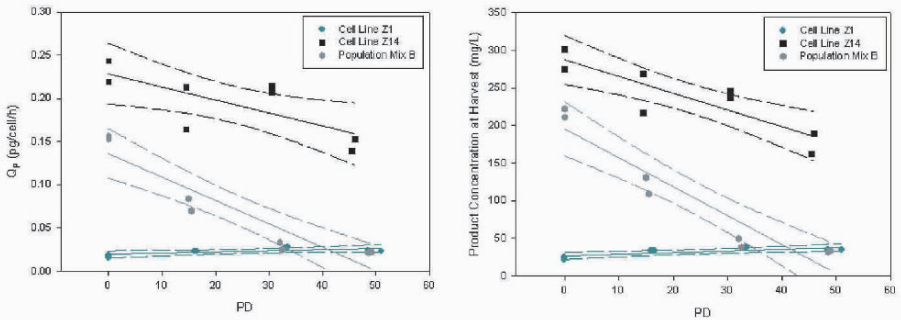 0.30
0.25
0.20
0.15
0.10
0.05
0.00
Qp (pg/cell/h)
0
10
20
30
40
50
60
PD
Cell Line Z1
Cell Line Z14
Population Mix B
350
300
250
200
150
100
50
0
Product Concentration at Harvest (mg/L)
0
10
20
30
40
50
60
PD
Cell Line Z1
Cell Line Z14
Population Mix B